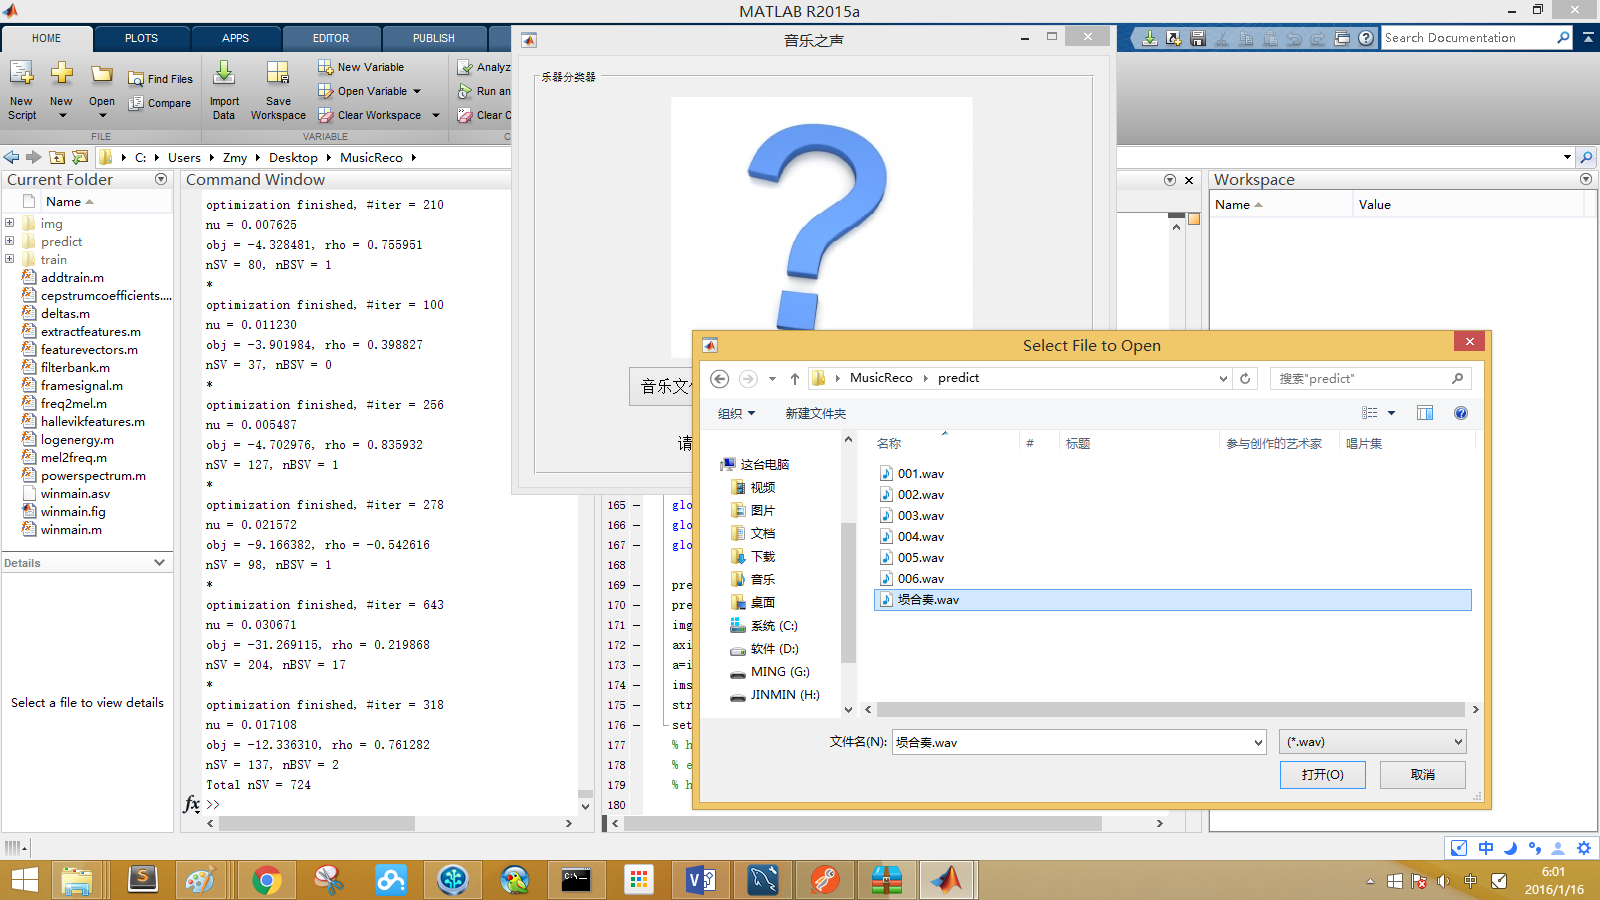 MATLAB R2015a
HOME
PLOTS
APPS
EDITOR
PUBLISH
Search Documentation
New Script
New
Open
Find Files
Compare
Import Data
Save Workspace
New Variable
Open Variable
Clear Workspace
Analyz
Run an
Clear C
FILE
VARIABLE
C: Users Zmy Desktop MusicReco
Current Folder
Name
img
predict
train
addtrain.m
cepstrumcoefficients....
deltas.m
extractfeatures.m
featurevectors.m
filterbank.m
framesignal.m
freq2mel.m
hallevikfeatures.m
logenergy.m
mel2freq.m
powerspectrum.m
winmain.asv
winmain.fig
winmain.m
Details
Select a file to view details
Command Window
optimization finished, #iter = 210
nu = 0.007625
obj = -4.328481, rho = 0.755951
nSV = 80, nBSV = 1
*
optimization finished, #iter = 100
nu = 0.011230
obj = -3.901984, rho = 0.398827
nSV = 37, nBSV = 0
*
optimization finished, #iter = 256
nu = 0.005487
obj = -4.702976, rho = 0.835932
nSV = 127, nBSV = 1
*
optimization finished, #iter = 278
nu = 0.021572
obj = -9.166382, rho = -0.542616
nSV = 98, nBSV = 1
*
optimization finished, #iter = 643
nu = 0.030671
obj = -31.269115, rho = 0.219868
nSV = 204, nBSV = 17
*
optimization finished, #iter = 318
nu = 0.017108
obj = -12.336310, rho = 0.761282
nSV = 137, nBSV = 2
Total nSV = 724
fx >>
音乐之声
乐器分类器
音乐文
请
165 - glo
166 - glo
167 - glo
168
169 - pre
170 - pre
171 - img
172 - axi
173 - a=i
174 - ims
175 - str
176 - set
177 % h
178 % e
179 % h
180
Workspace
Name
Value
Select File to Open
MusicReco predict
搜索"predict"
组织
新建文件夹
名称
#
标题
参与创作的艺术家
唱片集
这台电脑
视频
图片
文档
下载
音乐
桌面
系统 (C:)
软件 (D:)
MING (G:)
JINMIN (H:)
001.wav
002.wav
003.wav
004.wav
005.wav
006.wav
埙合奏.wav
文件名(N):
埙合奏.wav
(*.wav)
打开(O)
取消
中
中
6:01
2016/1/16